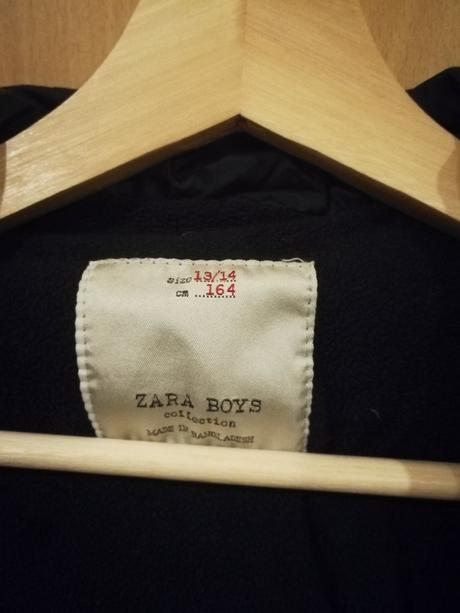 size 13/14
cm 164
ZARA BOYS
collection
MADE IN BANGLADESH